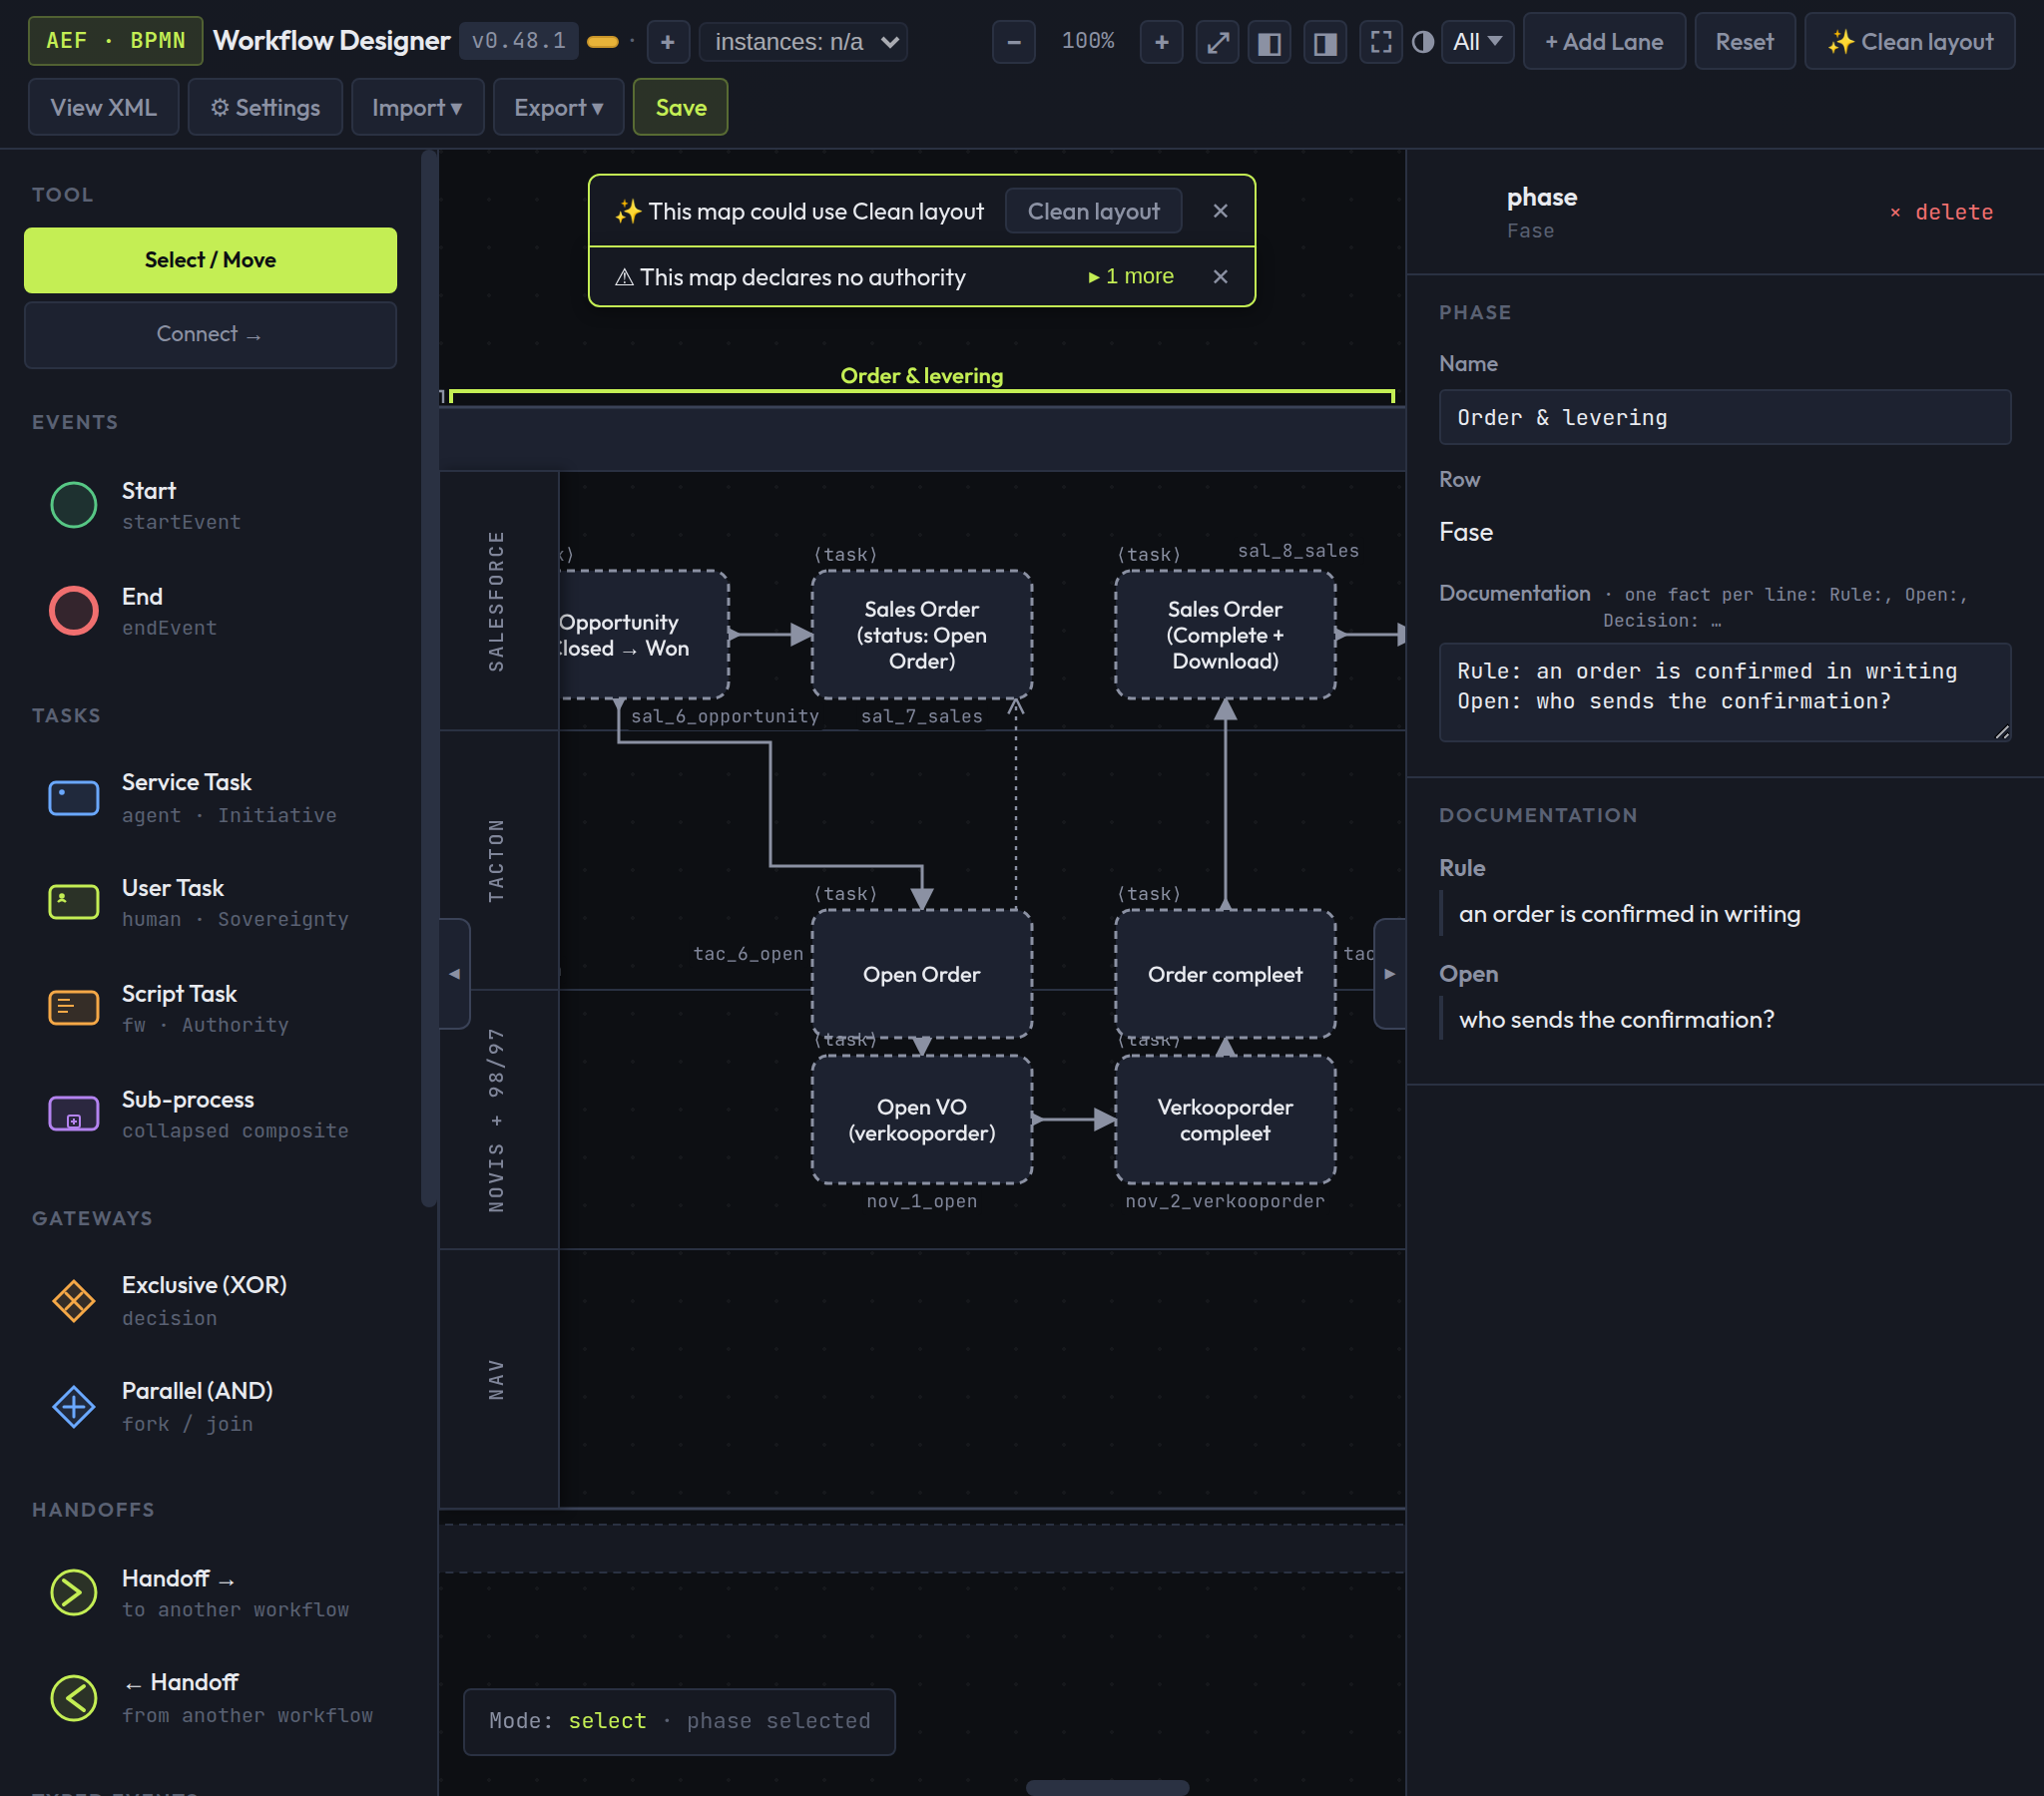 AEF · BPMN Workflow Designer v0.48.1 · + instances: n/a − 100% + All + Add Lane Reset ✨ Clean layout
View XML ⚙ Settings Import ▾ Export ▾ Save
TOOL
Select / Move
Connect →
EVENTS
Start
startEvent
End
endEvent
TASKS
Service Task
agent · Initiative
User Task
human · Sovereignty
Script Task
fw · Authority
Sub-process
collapsed composite
GATEWAYS
Exclusive (XOR)
decision
Parallel (AND)
fork / join
HANDOFFS
Handoff →
to another workflow
← Handoff
from another workflow
✨ This map could use Clean layout Clean layout ✕
⚠ This map declares no authority ▸ 1 more ✕
Order & levering
SALESFORCE
⟨task⟩ ⟨task⟩ sal_8_sales
Opportunity
Closed → Won
Sales Order
(status: Open
Order)
Sales Order
(Complete +
Download)
sal_6_opportunity sal_7_sales
TACTON
⟨task⟩ ⟨task⟩
tac_6_open Open Order Order compleet tac
NOVIS + 98/97
⟨task⟩ ⟨task⟩
Open VO
(verkooporder)
Verkooporder
compleet
nov_1_open nov_2_verkooporder
NAV
Mode: select · phase selected
phase
Fase
× delete
PHASE
Name
Order & levering
Row
Fase
Documentation · one fact per line: Rule:, Open:,
Decision: …
Rule: an order is confirmed in writing
Open: who sends the confirmation?
DOCUMENTATION
Rule
an order is confirmed in writing
Open
who sends the confirmation?